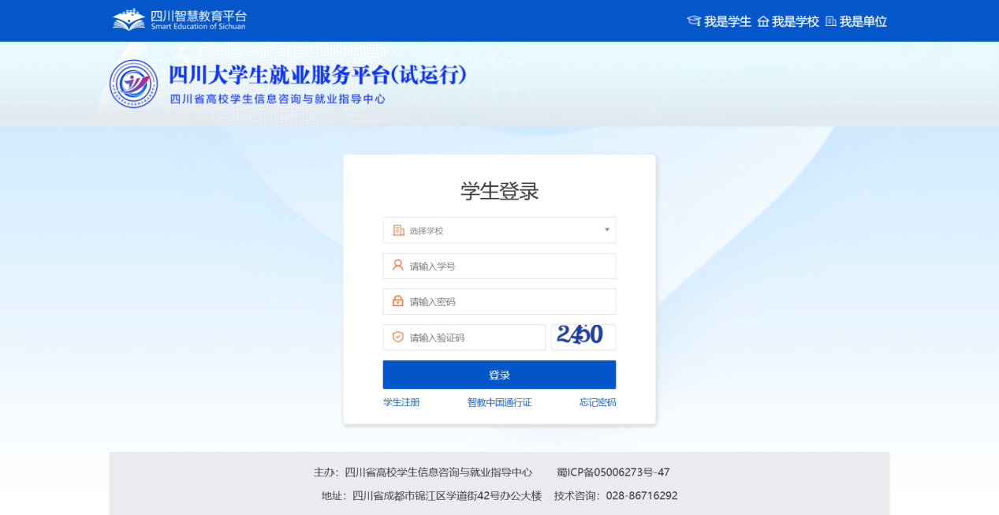 四川智慧教育平台
Smart Education of Sichuan
我是学生 我是学校 我是单位
四川大学生就业服务平台(试运行)
四川省高校学生信息咨询与就业指导中心
学生登录
选择学校
请输入学号
请输入密码
请输入验证码 2450
登录
学生注册 智教中国通行证 忘记密码
主办：四川省高校学生信息咨询与就业指导中心 蜀ICP备05006273号-47
地址：四川省成都市锦江区学道街42号办公大楼 技术咨询：028-86716292